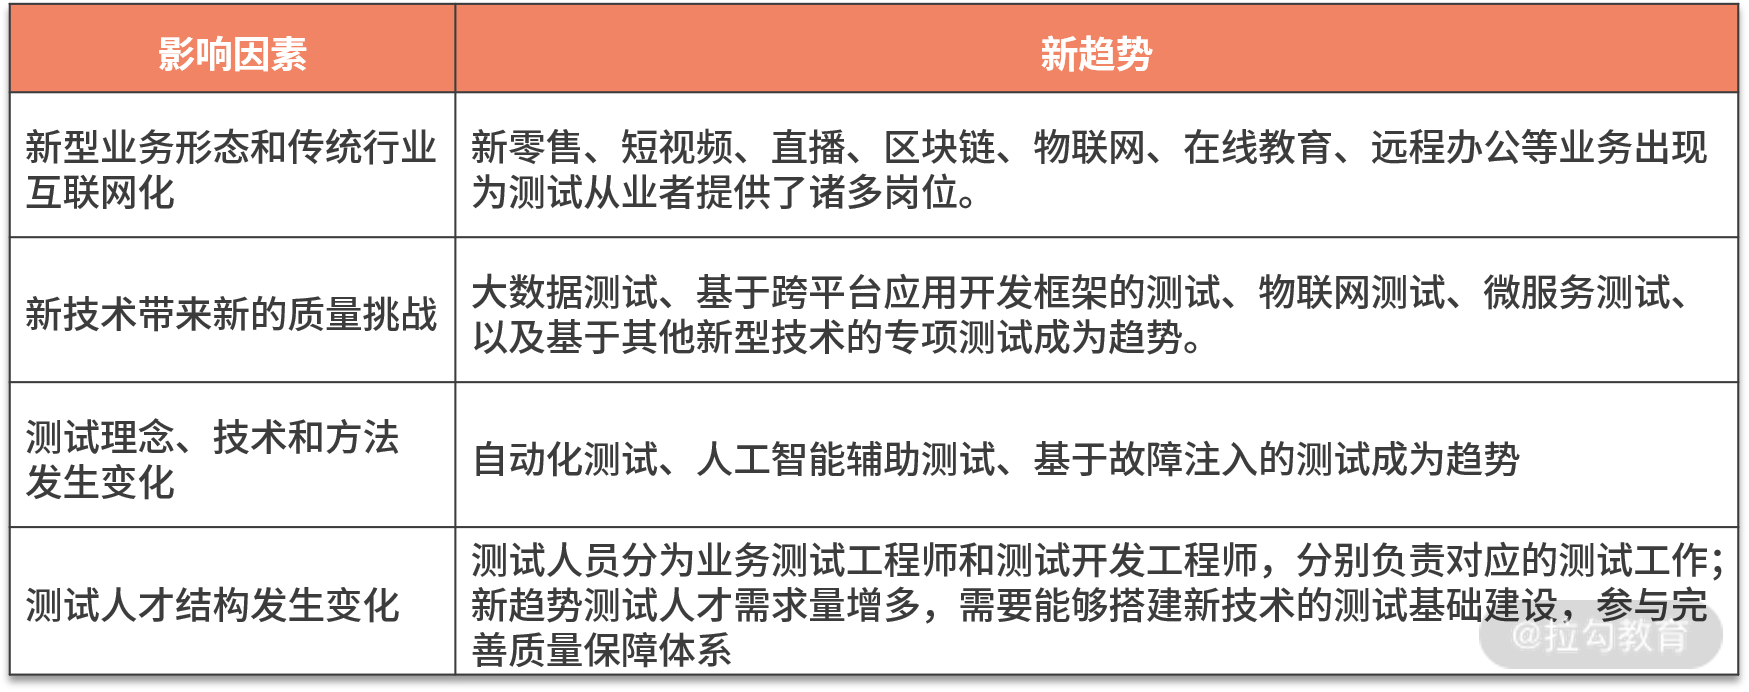 影响因素
新趋势
新型业务形态和传统行业
互联网化
新零售、短视频、直播、区块链、物联网、在线教育、远程办公等业务出现
为测试从业者提供了诸多岗位。
新技术带来新的质量挑战
大数据测试、基于跨平台应用开发框架的测试、物联网测试、微服务测试、
以及基于其他新型技术的专项测试成为趋势。
测试理念、技术和方法
发生变化
自动化测试、人工智能辅助测试、基于故障注入的测试成为趋势
测试人才结构发生变化
测试人员分为业务测试工程师和测试开发工程师，分别负责对应的测试工作；
新趋势测试人才需求量增多，需要能够搭建新技术的测试基础建设，参与完
善质量保障体系
@拉勾教育